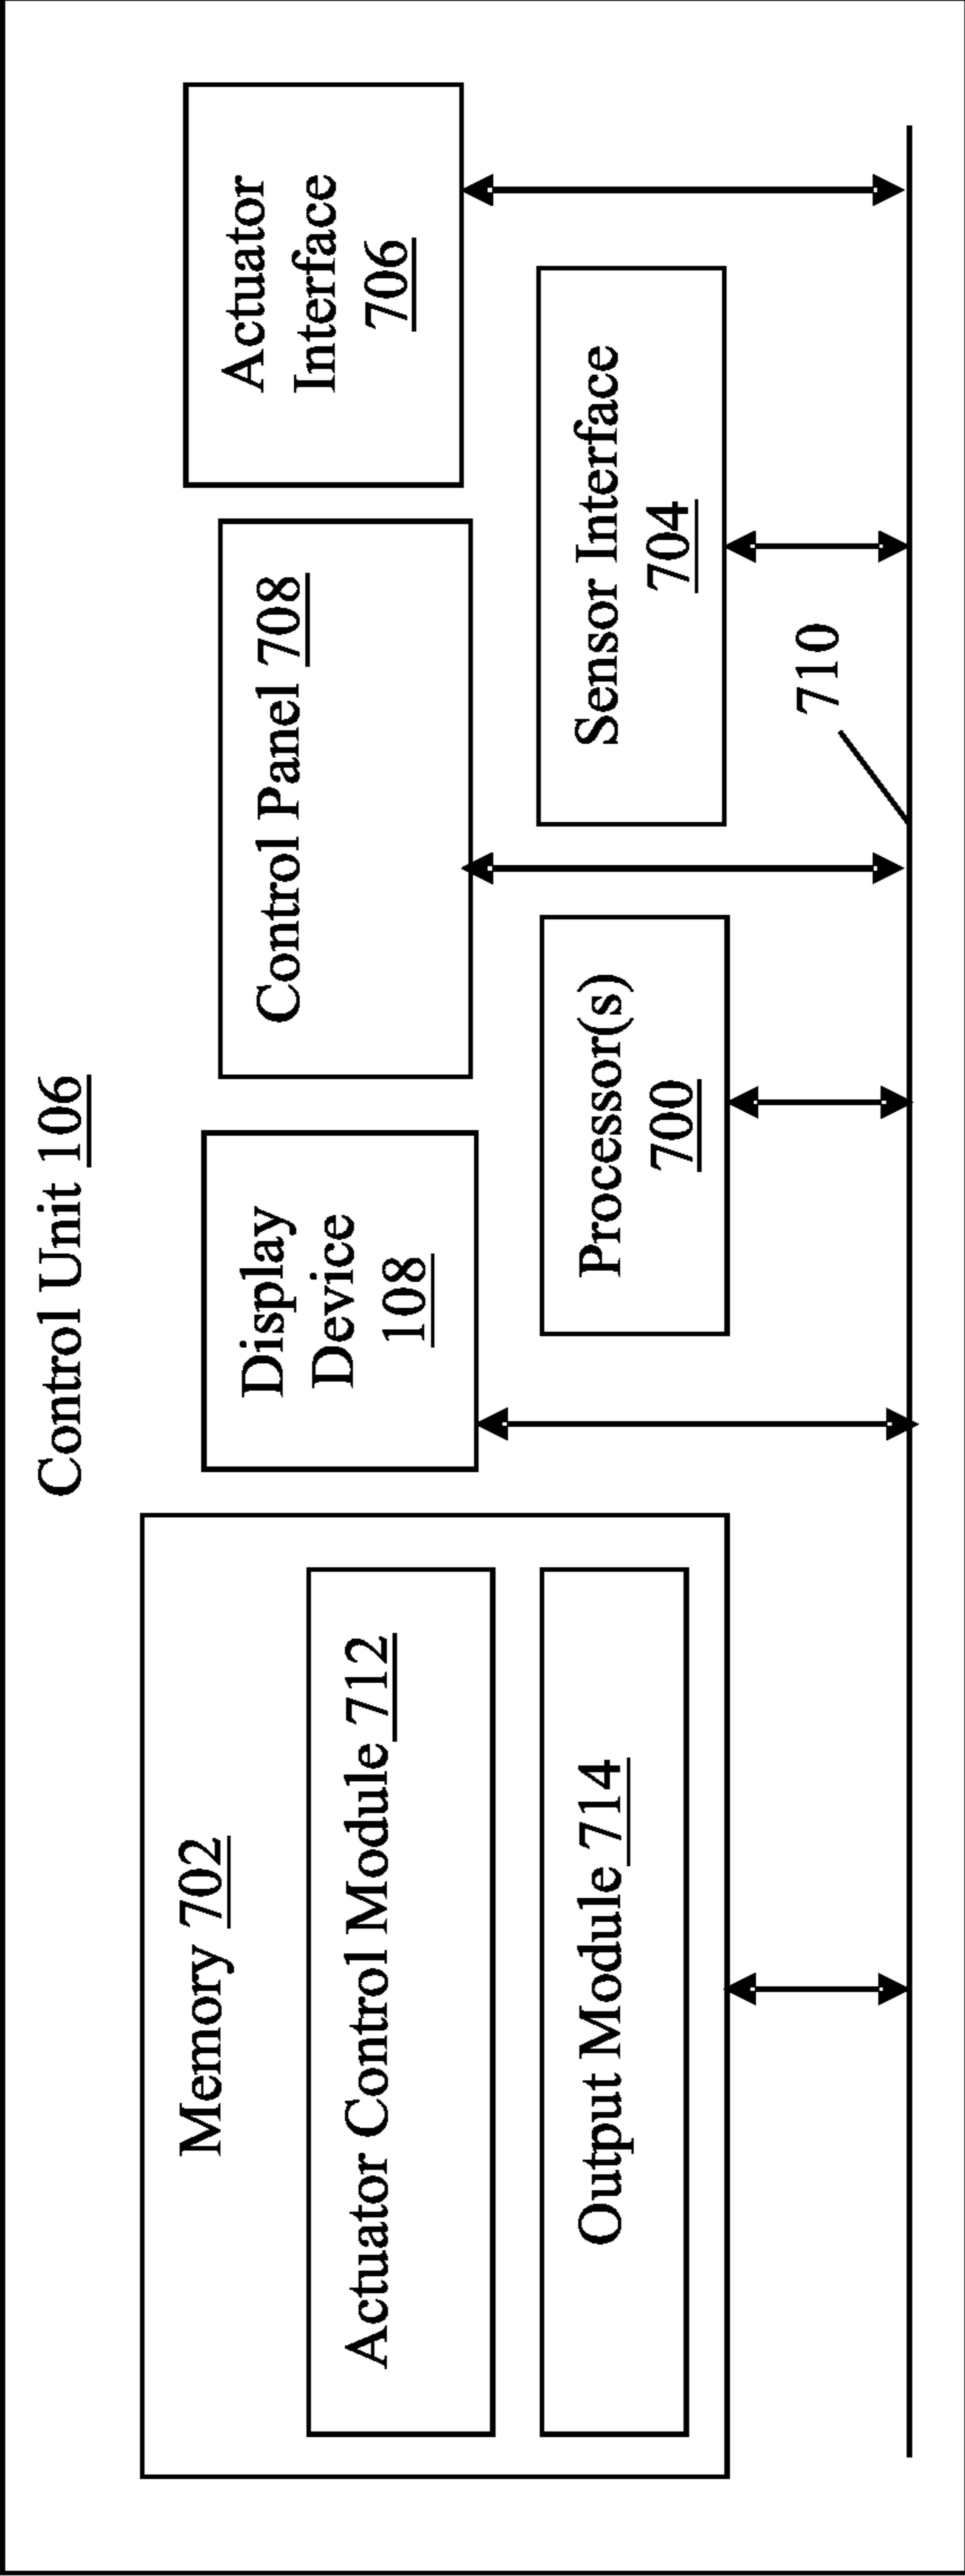 Control Unit 106
Memory 702
Actuator Control Module 712
Output Module 714
Display
Device
108
Control Panel 708
Actuator
Interface
706
Processor(s)
700
Sensor Interface
704
710